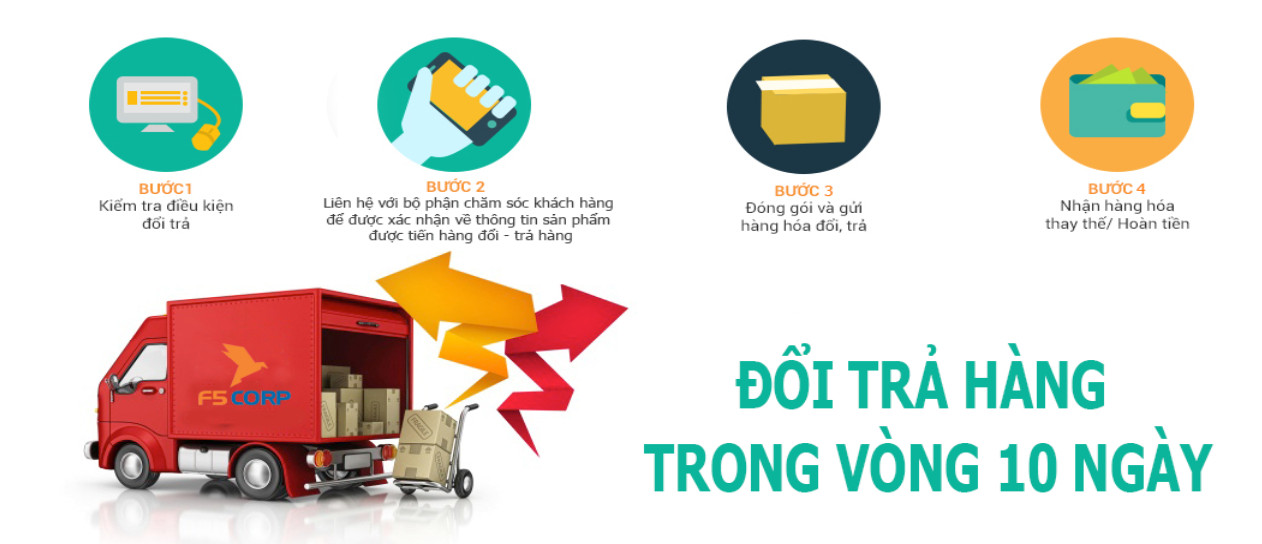 BƯỚC1
Kiểm tra điều kiện
đổi trả
BƯỚC 2
Liên hệ với bộ phận chăm sóc khách hàng
để được xác nhận về thông tin sản phẩm
được tiến hàng đổi - trả hàng
BƯỚC 3
Đóng gói và gửi
hàng hóa đổi, trả
BƯỚC 4
Nhận hàng hóa
thay thế/ Hoàn tiền
F5 CORP
FRAGILE
ĐỔI TRẢ HÀNG
TRONG VÒNG 10 NGÀY